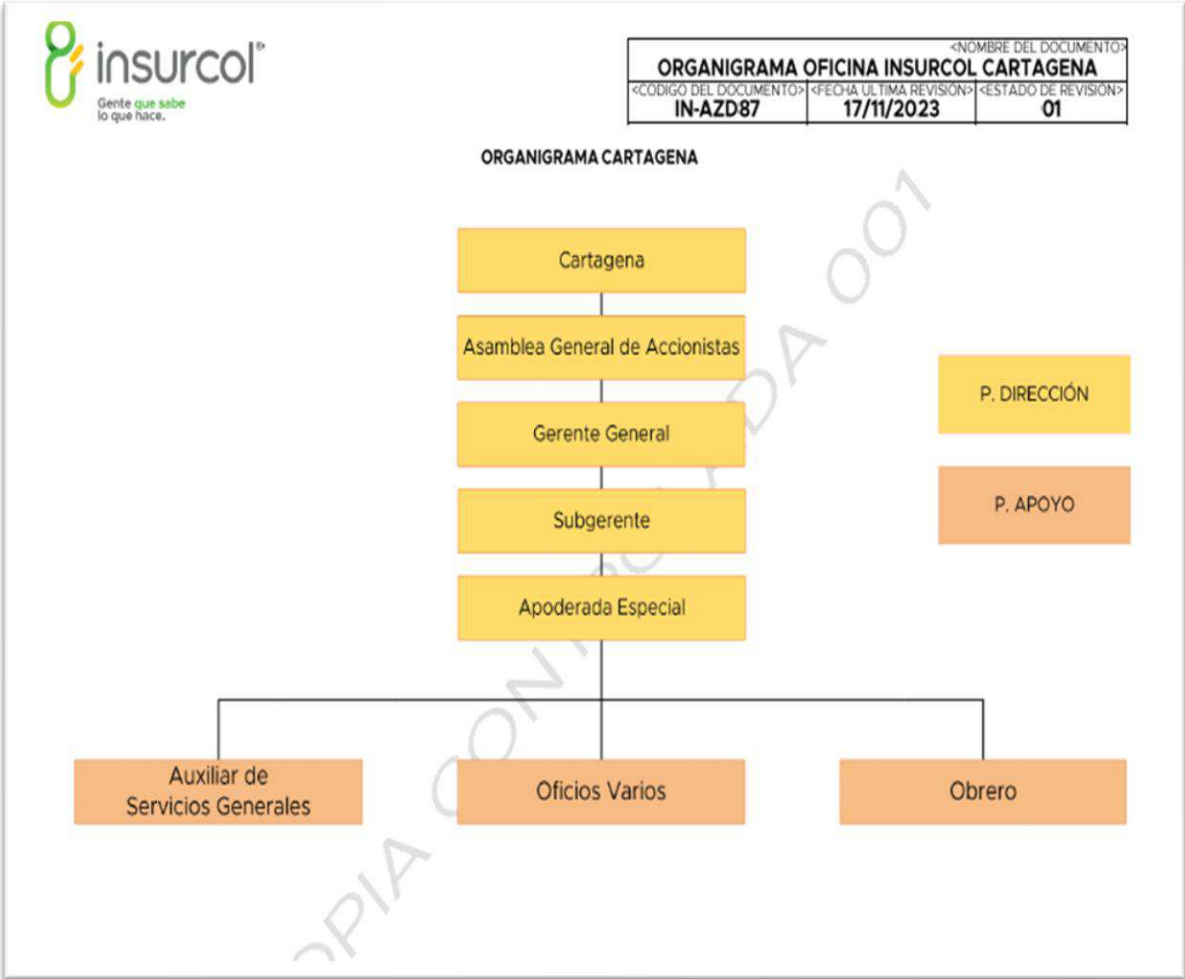 insurcol
Gente que sabe
lo que hace.
<NOMBRE DEL DOCUMENTO>
ORGANIGRAMA OFICINA INSURCOL CARTAGENA
<CODIGO DEL DOCUMENTO> <FECHA ULTIMA REVISIÓN> <ESTADO DE REVISIÓN>
IN-AZD87 17/11/2023 01
ORGANIGRAMA CARTAGENA
Cartagena
Asamblea General de Accionistas
Gerente General
Subgerente
Apoderada Especial
P. DIRECCIÓN
P. APOYO
Auxiliar de
Servicios Generales
Oficios Varios
Obrero